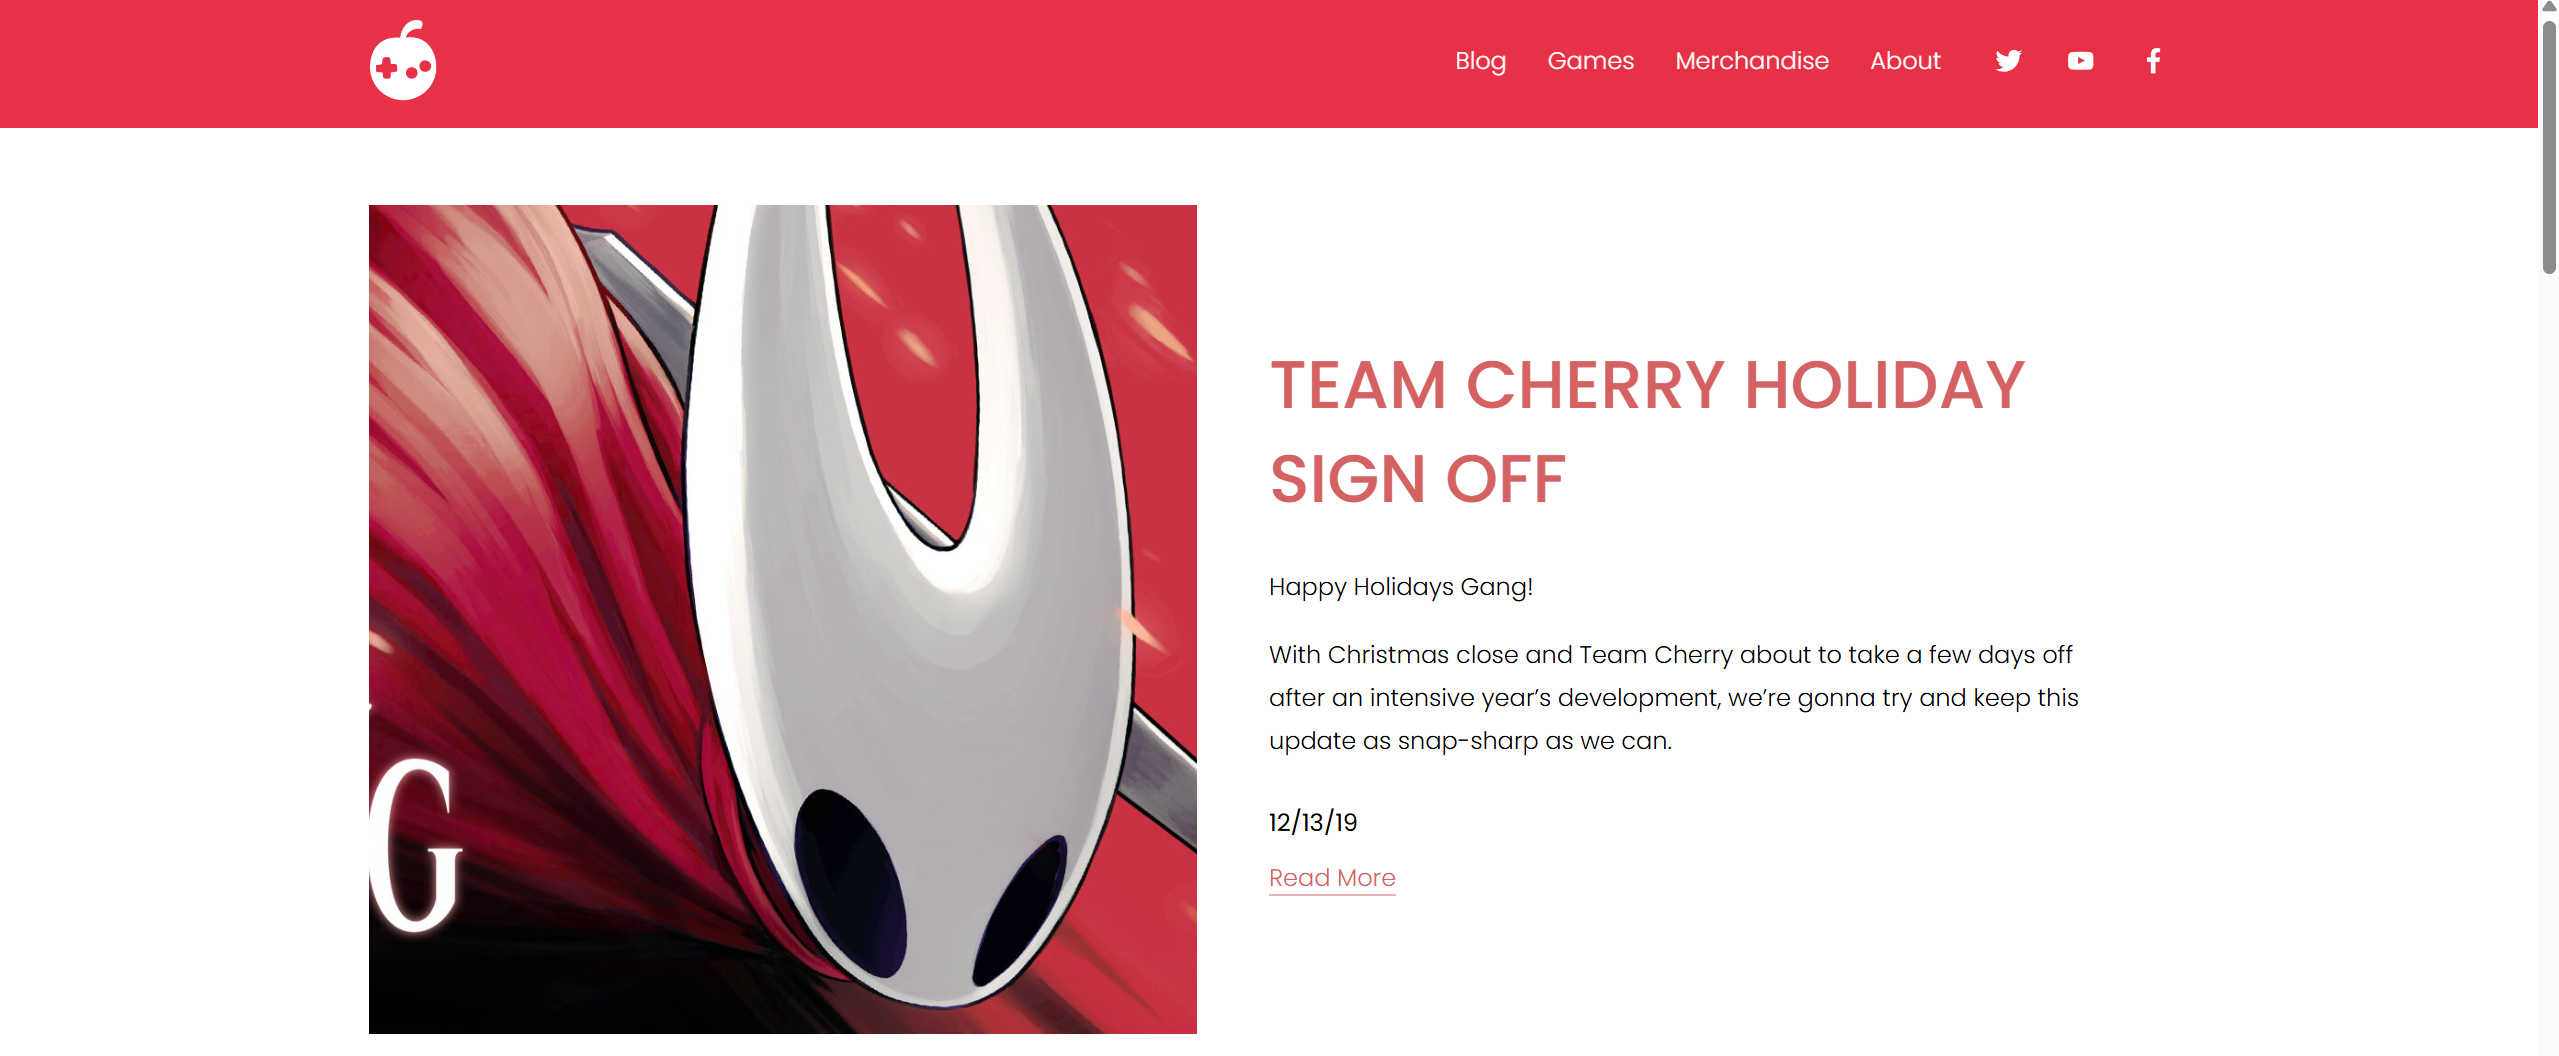 Blog Games Merchandise About
TEAM CHERRY HOLIDAY
SIGN OFF
Happy Holidays Gang!
With Christmas close and Team Cherry about to take a few days off
after an intensive year’s development, we’re gonna try and keep this
update as snap-sharp as we can.
G
12/13/19
Read More